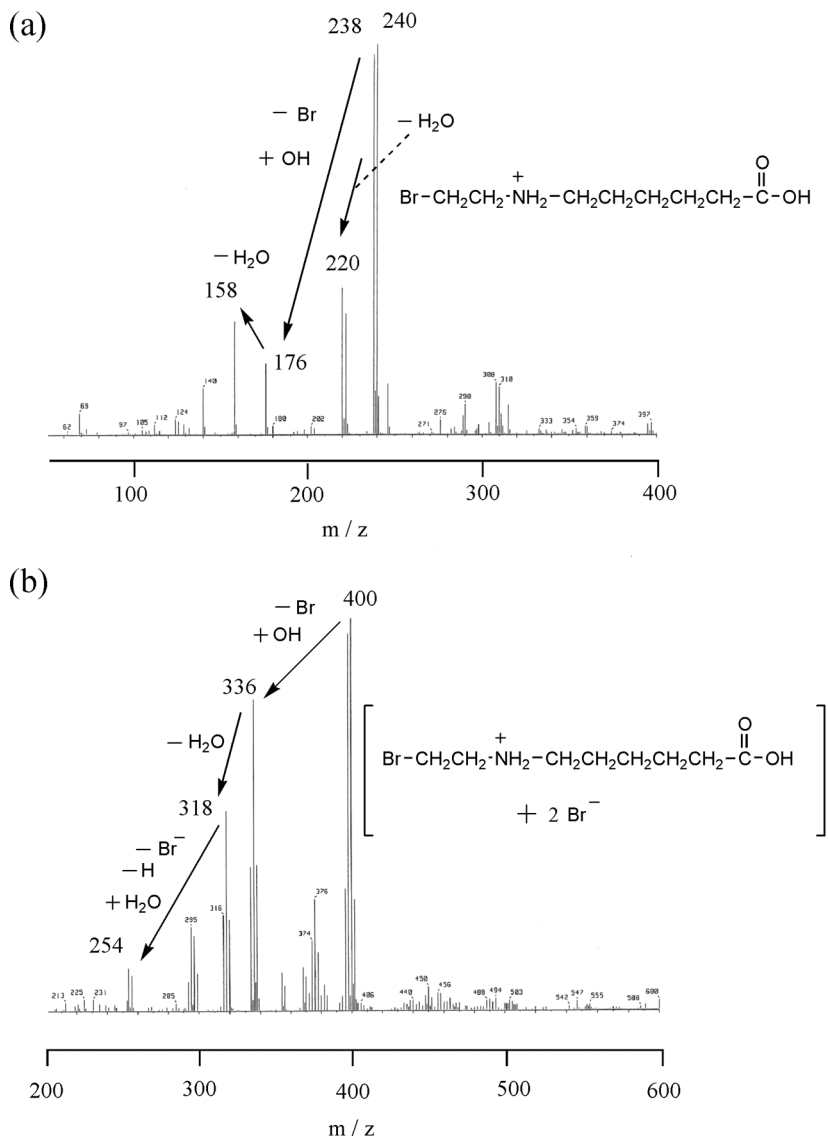 (a)
238 240
− Br
− H₂O
+ OH
O
+
Br−CH₂CH₂-NH₂ −CH₂CH₂CH₂CH₂CH₂−C−OH
− H₂O
220
158
176
140
308
310
69
290
112
124
276
397
62
97
105
180
202
271
333
354
359
374
100 200 300 400
m / z
(b)
− Br
400
+ OH
336
O
− H₂O
+
Br−CH₂CH₂-NH₂ −CH₂CH₂CH₂CH₂CH₂−C−OH
318
+ 2 Br⁻
− Br⁻
− H
+ H₂O
316
376
295
374
254
213
225
231
285
406
440
450
456
488
494
503
542
547
555
588
600
200 300 400 500 600
m / z